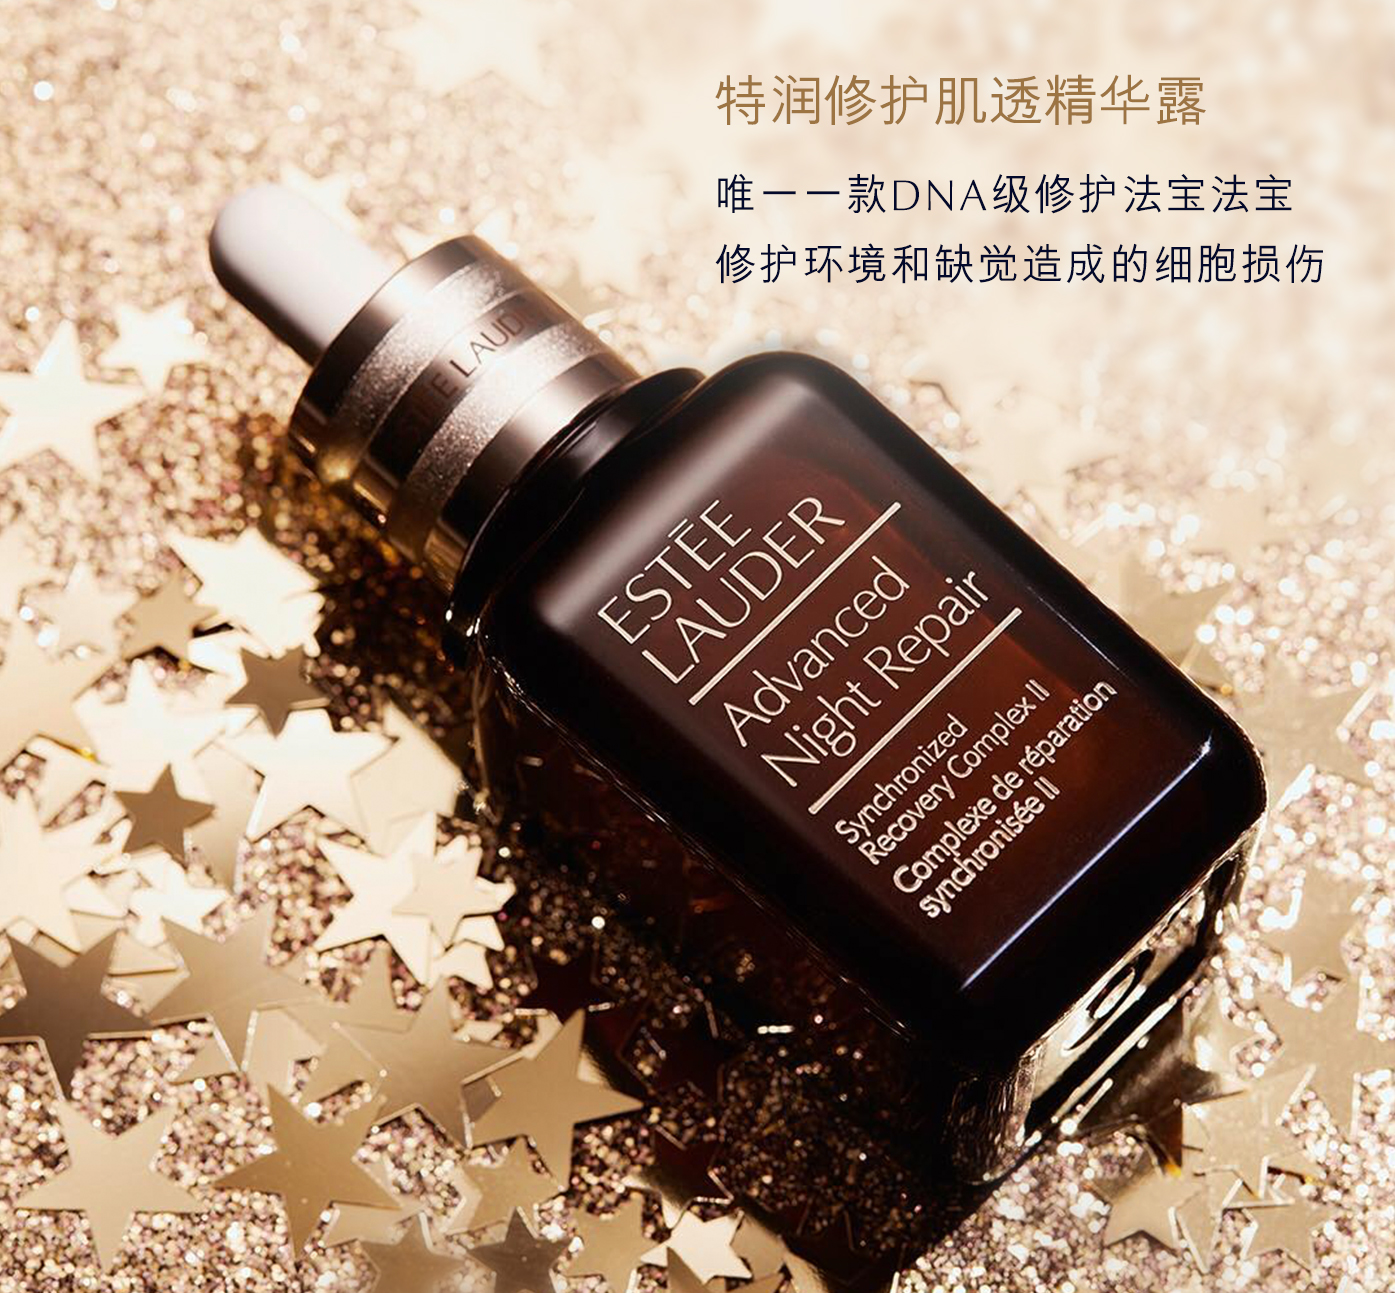 特润修护肌透精华露
唯一一款DNA级修护法宝法宝
修护环境和缺觉造成的细胞损伤
ESTĒE
LAUDER
Advanced
Night Repair
Synchronized
Recovery Complex II
Complexe de réparation
synchronisée II